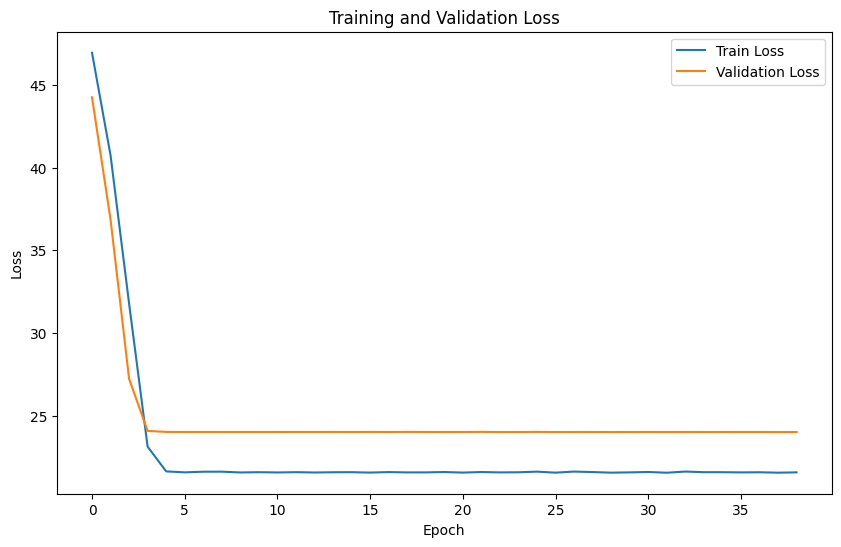 Training and Validation Loss
Train Loss
Validation Loss
45
40
35
30
25
Loss
0 5 10 15 20 25 30 35
Epoch